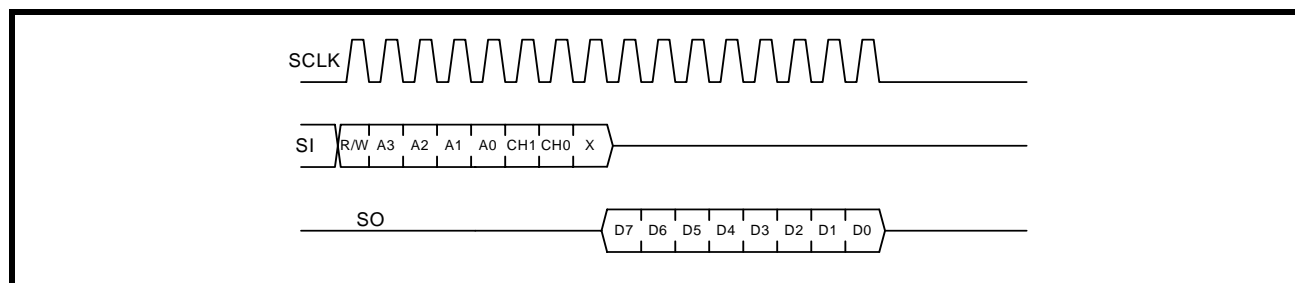 SCLK
SI R/W A3 A2 A1 A0 CH1 CH0 X
SO
D7 D6 D5 D4 D3 D2 D1 D0